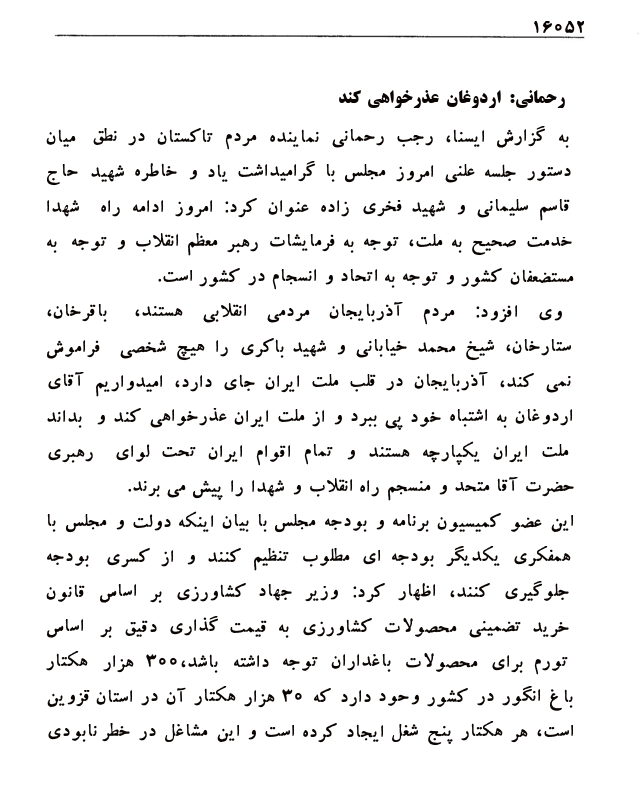 ۱۶۰۵۲
رحمانی: اردوغان عذرخواهی کند
به گزارش ایسنا، رجب رحمانی نماینده مردم تاکستان در نطق میان
دستور جلسه علنی امروز مجلس با گرامیداشت یاد و خاطره شهید حاج
قاسم سلیمانی و شهید فخری زاده عنوان کرد: امروز ادامه راه شهدا
خدمت صحیح به ملت، توجه به فرمایشات رهبر معظم انقلاب و توجه به
مستضعفان کشور و توجه به اتحاد و انسجام در کشور است.
وی افزود: مردم آذربایجان مردمی انقلابی هستند، باقرخان،
ستارخان، شیخ محمد خیابانی و شهید باکری را هیچ شخصی فراموش
نمی کند، آذربایجان در قلب ملت ایران جای دارد، امیدواریم آقای
اردوغان به اشتباه خود پی ببرد و از ملت ایران عذرخواهی کند و بداند
ملت ایران یکپارچه هستند و تمام اقوام ایران تحت لوای رهبری
حضرت آقا متحد و منسجم راه انقلاب و شهدا را پیش می برند.
این عضو کمیسیون برنامه و بودجه مجلس با بیان اینکه دولت و مجلس با
همفکری یکدیگر بودجه ای مطلوب تنظیم کنند و از کسری بودجه
جلوگیری کنند، اظهار کرد: وزیر جهاد کشاورزی بر اساس قانون
خرید تضمینی محصولات کشاورزی به قیمت گذاری دقیق بر اساس
تورم برای محصولات باغداران توجه داشته باشد،۳۰۰ هزار هکتار
باغ انگور در کشور وحود دارد که ۳۰ هزار هکتار آن در استان قزوین
است، هر هکتار پنج شغل ایجاد کرده است و این مشاغل در خطر نابودی